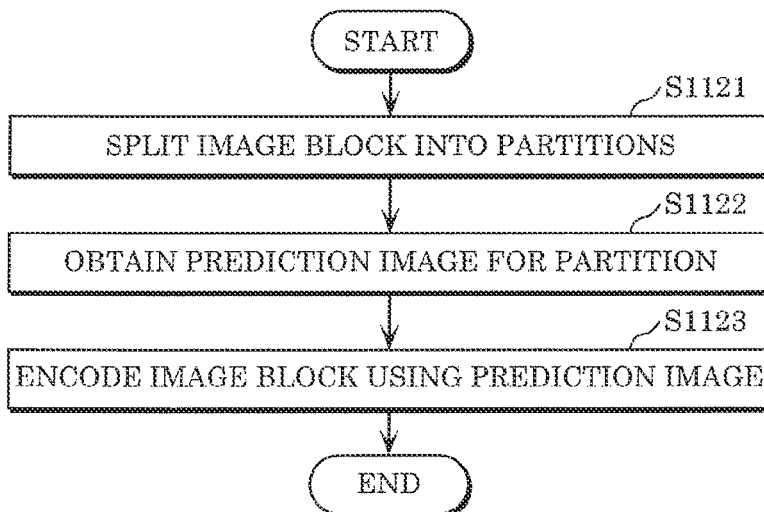 START
S1121
SPLIT IMAGE BLOCK INTO PARTITIONS
S1122
OBTAIN PREDICTION IMAGE FOR PARTITION
S1123
ENCODE IMAGE BLOCK USING PREDICTION IMAGE
END